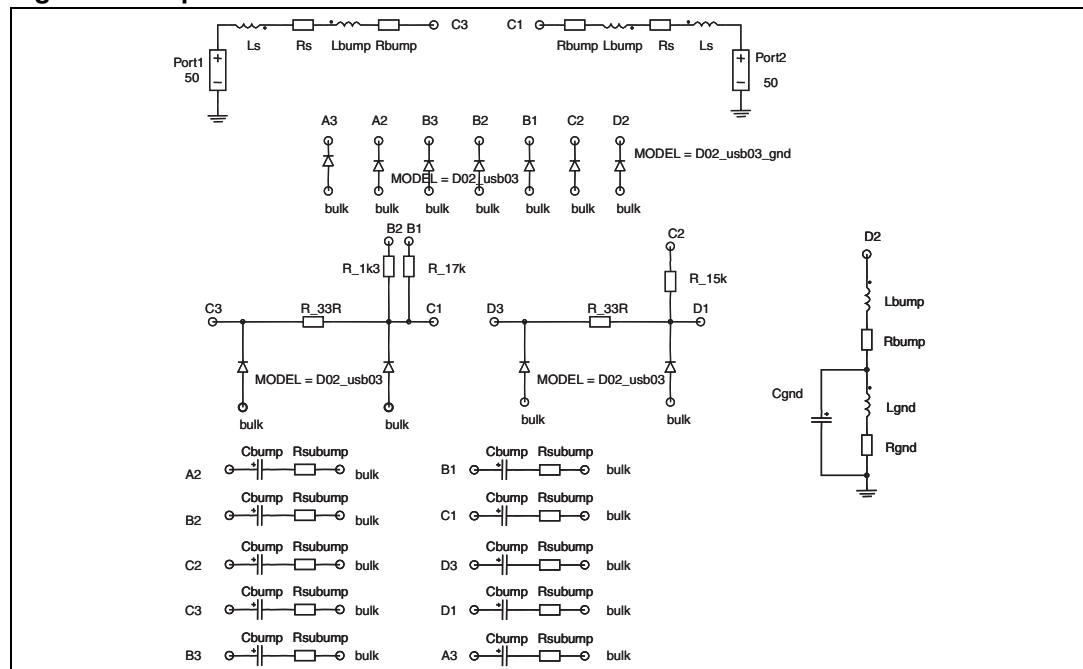 C3 C1
Ls Rs Lbump Rbump Rbump Lbump Rs Ls
Port1 + − 50
Port2 + − 50
A3 A2 B3 B2 B1 C2 D2
MODEL = D02_usb03_gnd
MODEL = D02_usb03
bulk bulk bulk bulk bulk bulk bulk
B2 B1 C2 D2
R_1k3 R_17k R_15k
Lbump
C3 R_33R C1 D3 R_33R D1
Rbump
MODEL = D02_usb03 MODEL = D02_usb03
Cgnd Lgnd
bulk bulk bulk bulk
Rgnd
Cbump Rsubump Cbump Rsubump
A2 + bulk B1 + bulk
Cbump Rsubump Cbump Rsubump
B2 + bulk C1 + bulk
Cbump Rsubump Cbump Rsubump
C2 + bulk D3 + bulk
Cbump Rsubump Cbump Rsubump
C3 + bulk D1 + bulk
Cbump Rsubump Cbump Rsubump
B3 + bulk A3 + bulk